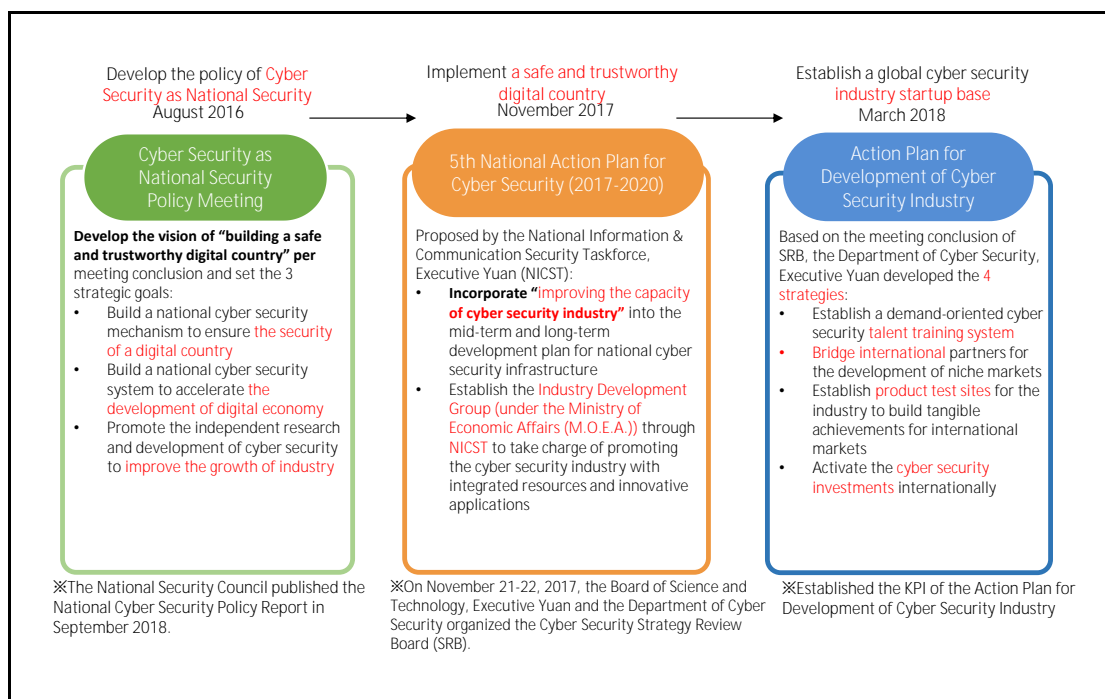 Develop the policy of Cyber
Security as National Security
August 2016
Cyber Security as
National Security
Policy Meeting
Develop the vision of “building a safe
and trustworthy digital country” per
meeting conclusion and set the 3
strategic goals:
• Build a national cyber security
mechanism to ensure the security
of a digital country
• Build a national cyber security
system to accelerate the
development of digital economy
• Promote the independent research
and development of cyber security
to improve the growth of industry
※The National Security Council published the
National Cyber Security Policy Report in
September 2018.
Implement a safe and trustworthy
digital country
November 2017
5th National Action Plan for
Cyber Security (2017-2020)
Proposed by the National Information &
Communication Security Taskforce,
Executive Yuan (NICST):
• Incorporate “improving the capacity
of cyber security industry” into the
mid-term and long-term
development plan for national cyber
security infrastructure
• Establish the Industry Development
Group (under the Ministry of
Economic Affairs (M.O.E.A.)) through
NICST to take charge of promoting
the cyber security industry with
integrated resources and innovative
applications
※On November 21-22, 2017, the Board of Science and
Technology, Executive Yuan and the Department of Cyber
Security organized the Cyber Security Strategy Review
Board (SRB).
Establish a global cyber security
industry startup base
March 2018
Action Plan for
Development of Cyber
Security Industry
Based on the meeting conclusion of
SRB, the Department of Cyber Security,
Executive Yuan developed the 4
strategies:
• Establish a demand-oriented cyber
security talent training system
• Bridge international partners for
the development of niche markets
• Establish product test sites for the
industry to build tangible
achievements for international
markets
• Activate the cyber security
investments internationally
※Established the KPI of the Action Plan for
Development of Cyber Security Industry